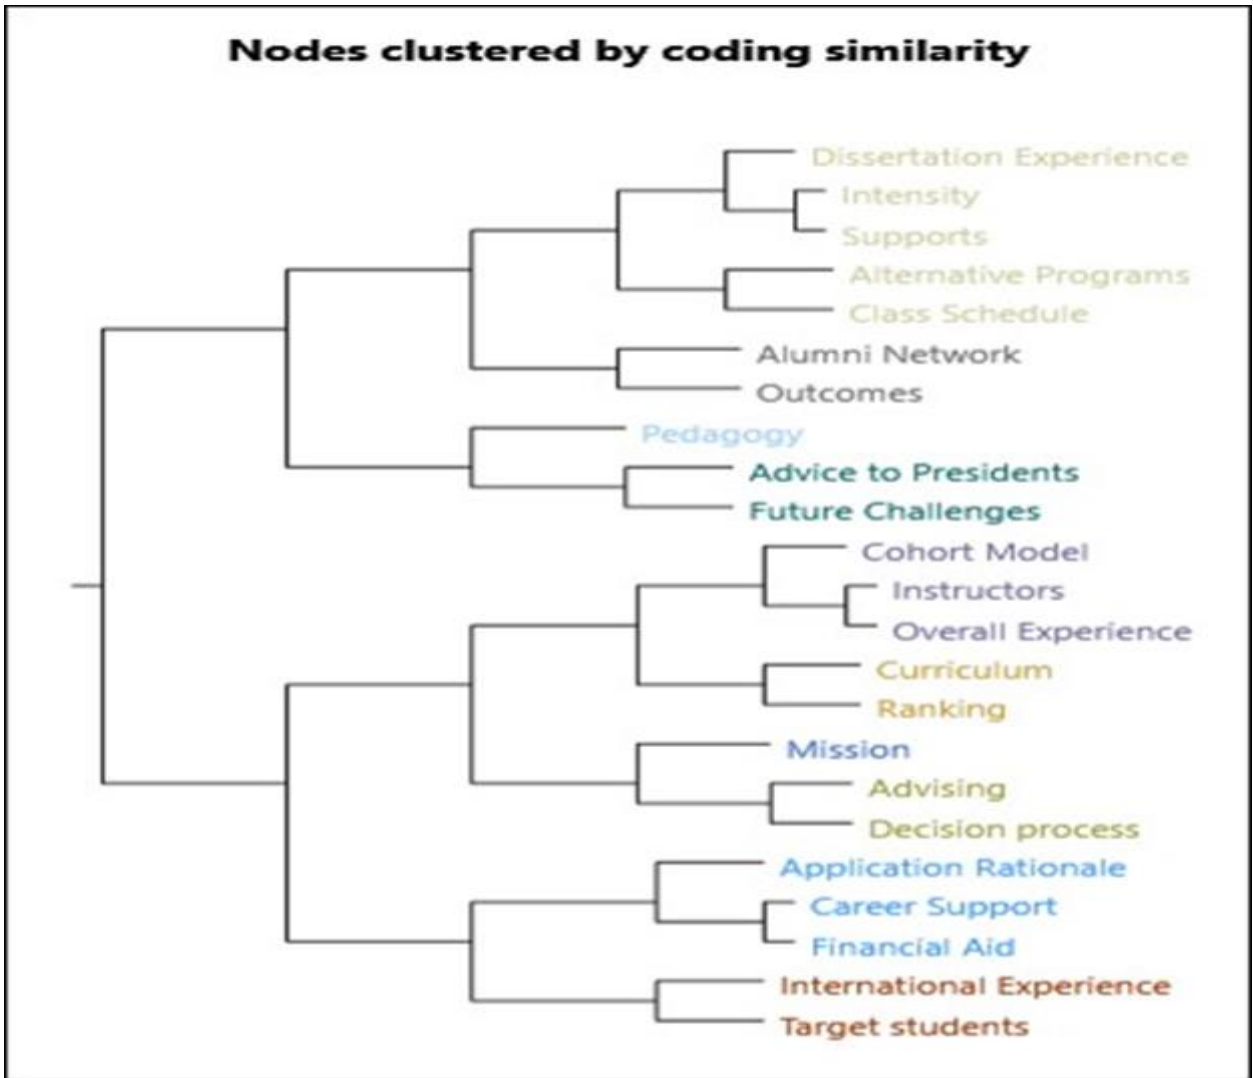 Nodes clustered by coding similarity
Dissertation Experience
Intensity
Supports
Alternative Programs
Class Schedule
Alumni Network
Outcomes
Pedagogy
Advice to Presidents
Future Challenges
Cohort Model
Instructors
Overall Experience
Curriculum
Ranking
Mission
Advising
Decision process
Application Rationale
Career Support
Financial Aid
International Experience
Target students